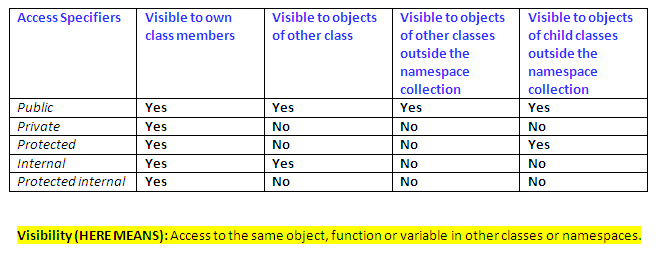 Access Specifiers Visible to own class members Visible to objects of other class Visible to objects of other classes outside the namespace collection Visible to objects of child classes outside the namespace collection
Public Yes Yes Yes Yes
Private Yes No No No
Protected Yes No No Yes
Internal Yes Yes No No
Protected internal Yes No No No
Visibility (HERE MEANS): Access to the same object, function or variable in other classes or namespaces.